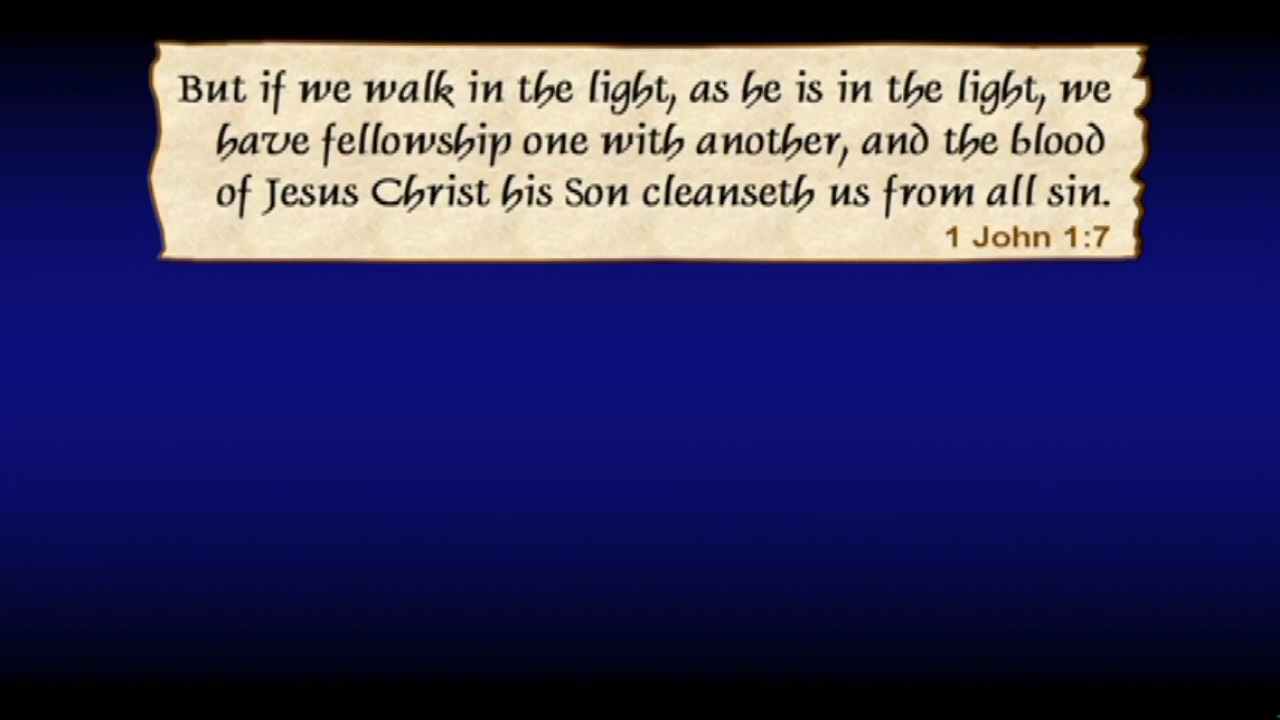 But if we walk in the light, as he is in the light, we
have fellowship one with another, and the blood
of Jesus Christ his Son cleanseth us from all sin.
1 John 1:7